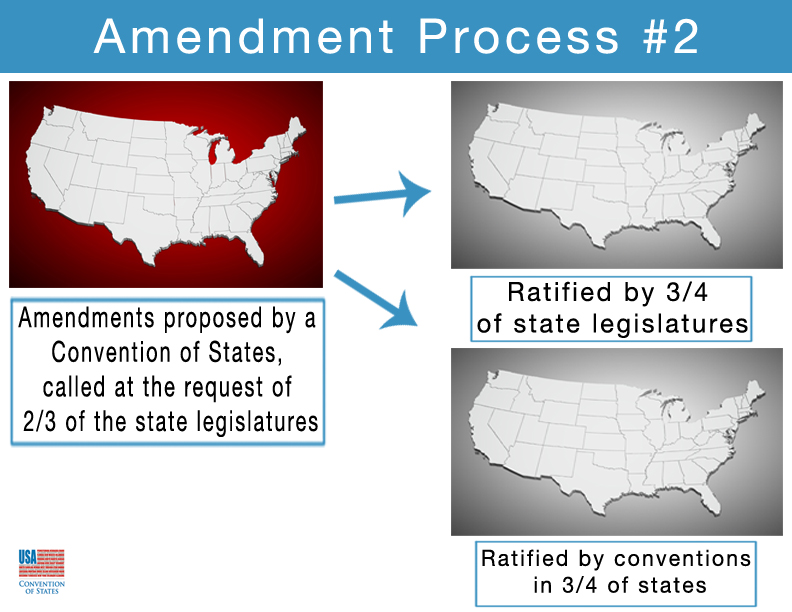 Amendment Process #2
Amendments proposed by a
Convention of States,
called at the request of
2/3 of the state legislatures
Ratified by 3/4
of state legislatures
Ratified by conventions
in 3/4 of states
USA
CONVENTION
OF STATES